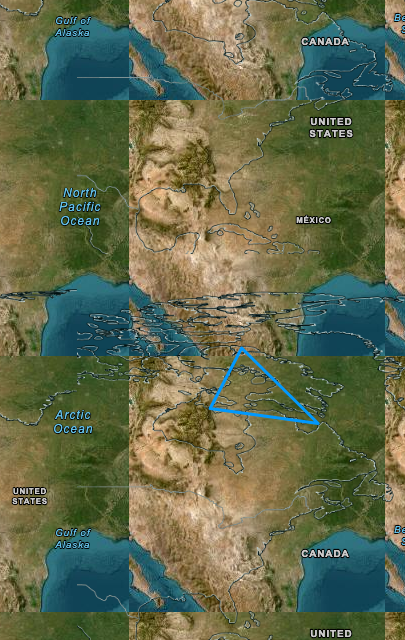 Gulf of
Alaska
CANADA
UNITED
STATES
North
Pacific
Ocean
MÉXICO
Arctic
Ocean
UNITED
STATES
Gulf of
Alaska
CANADA
Be
UNITED